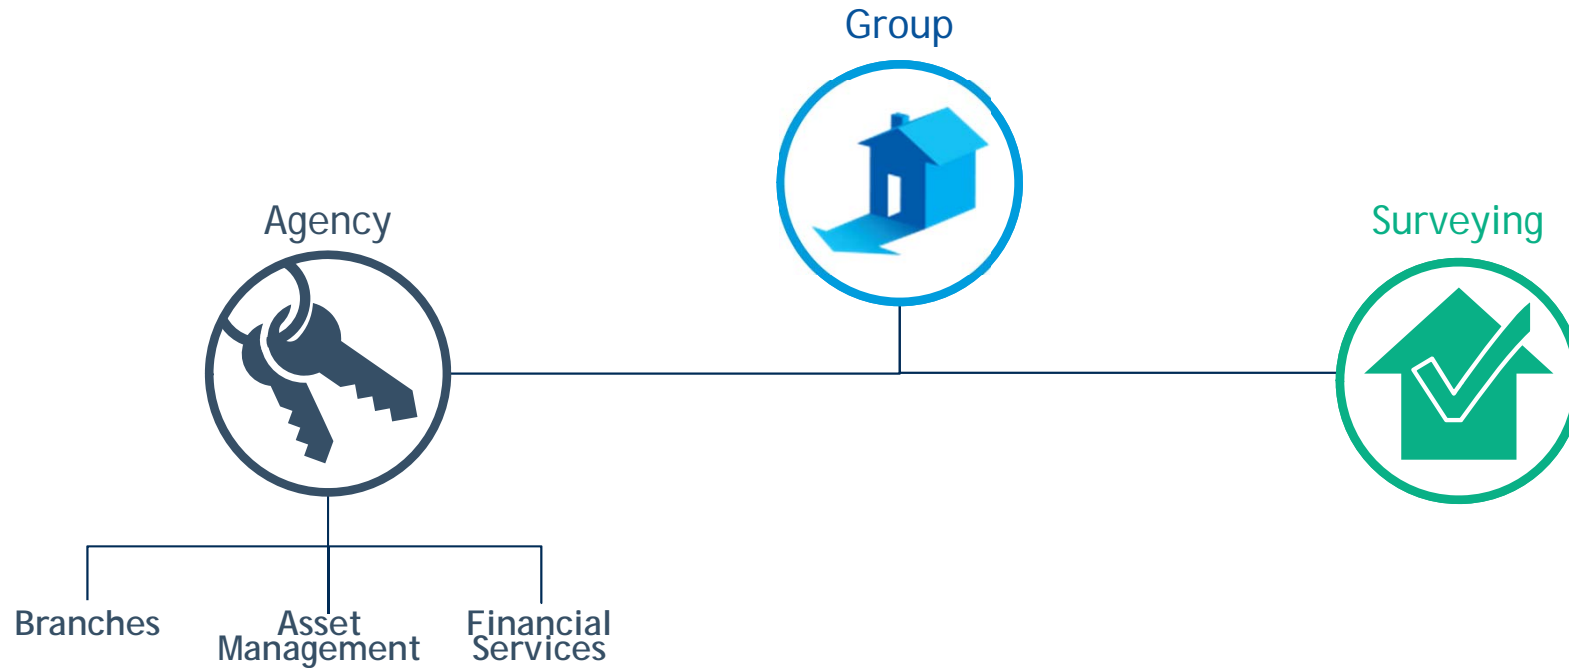 Group
Agency
Surveying
Branches
Asset
Management
Financial
Services